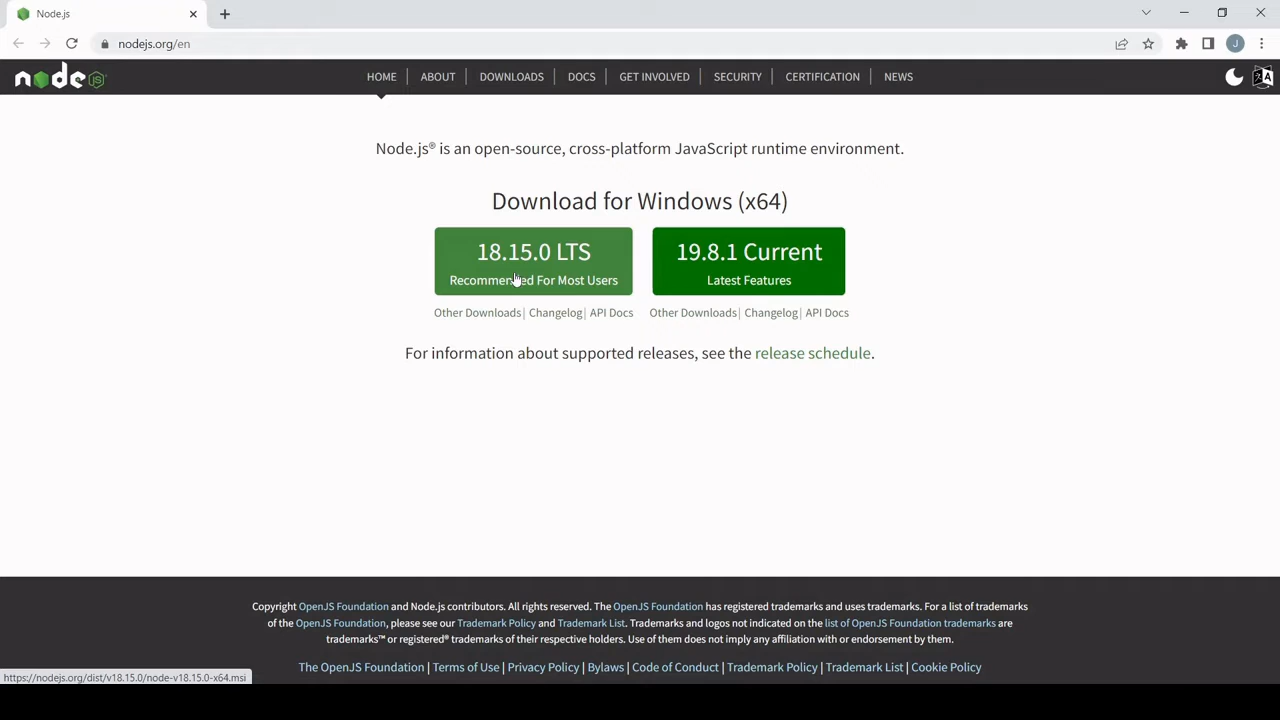 Node.js
nodejs.org/en
J
node JS
HOME | ABOUT | DOWNLOADS | DOCS | GET INVOLVED | SECURITY | CERTIFICATION | NEWS
Node.js® is an open-source, cross-platform JavaScript runtime environment.
Download for Windows (x64)
18.15.0 LTS
Recommended For Most Users
19.8.1 Current
Latest Features
Other Downloads | Changelog | API Docs
Other Downloads | Changelog | API Docs
For information about supported releases, see the release schedule.
Copyright OpenJS Foundation and Node.js contributors. All rights reserved. The OpenJS Foundation has registered trademarks and uses trademarks. For a list of trademarks
of the OpenJS Foundation, please see our Trademark Policy and Trademark List. Trademarks and logos not indicated on the list of OpenJS Foundation trademarks are
trademarks™ or registered® trademarks of their respective holders. Use of them does not imply any affiliation with or endorsement by them.
The OpenJS Foundation | Terms of Use | Privacy Policy | Bylaws | Code of Conduct | Trademark Policy | Trademark List | Cookie Policy
https://nodejs.org/dist/v18.15.0/node-v18.15.0-x64.msi